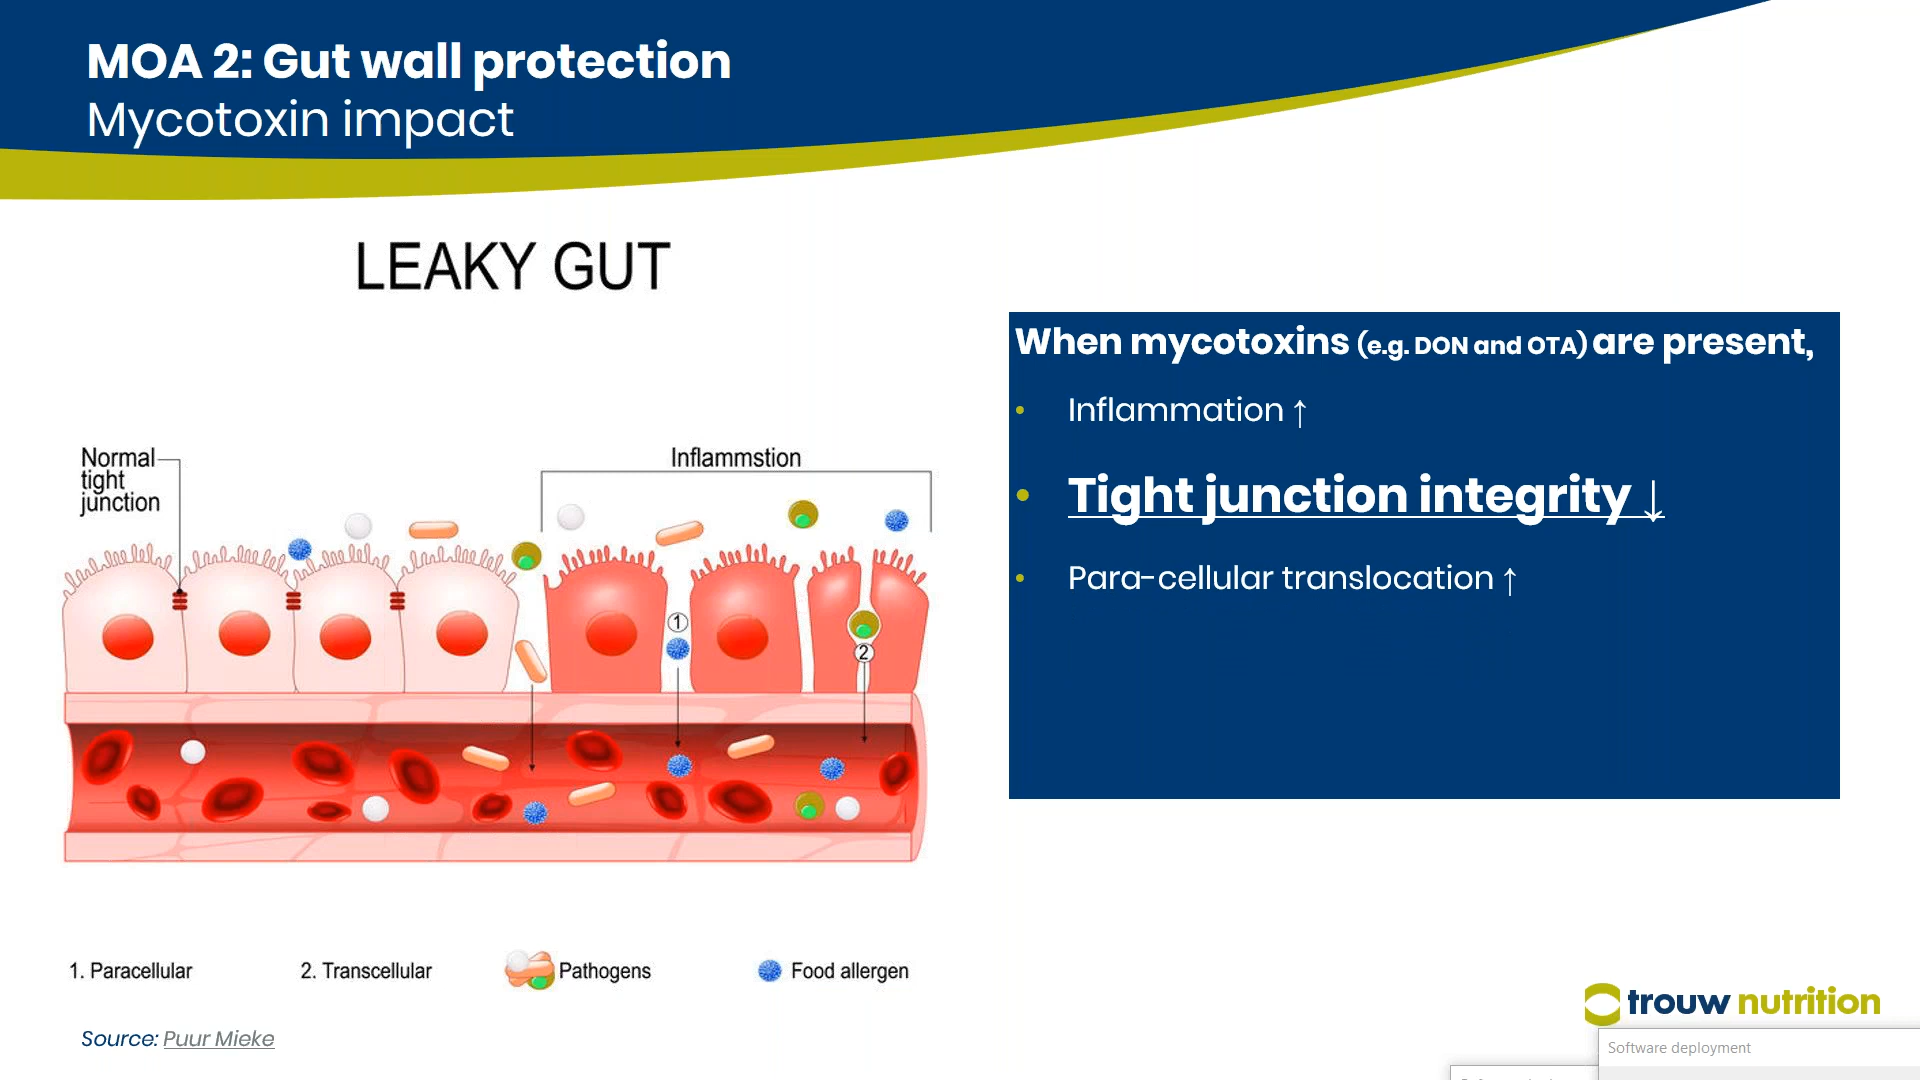 MOA 2: Gut wall protection
Mycotoxin impact
LEAKY GUT
Normal
tight
junction
Inflammstion
1
2
1. Paracellular
2. Transcellular
Pathogens
Food allergen
Source: Puur Mieke
When mycotoxins (e.g. DON and OTA) are present,
• Inflammation ↑
• Tight junction integrity ↓
• Para-cellular translocation ↑
trouw nutrition
Software deployment